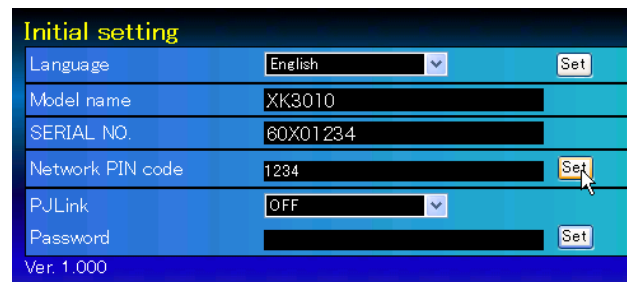 Initial setting
Language English Set
Model name XK3010
SERIAL NO. 60X01234
Network PIN code 1234 Set
PJLink OFF
Password Set
Ver. 1.000